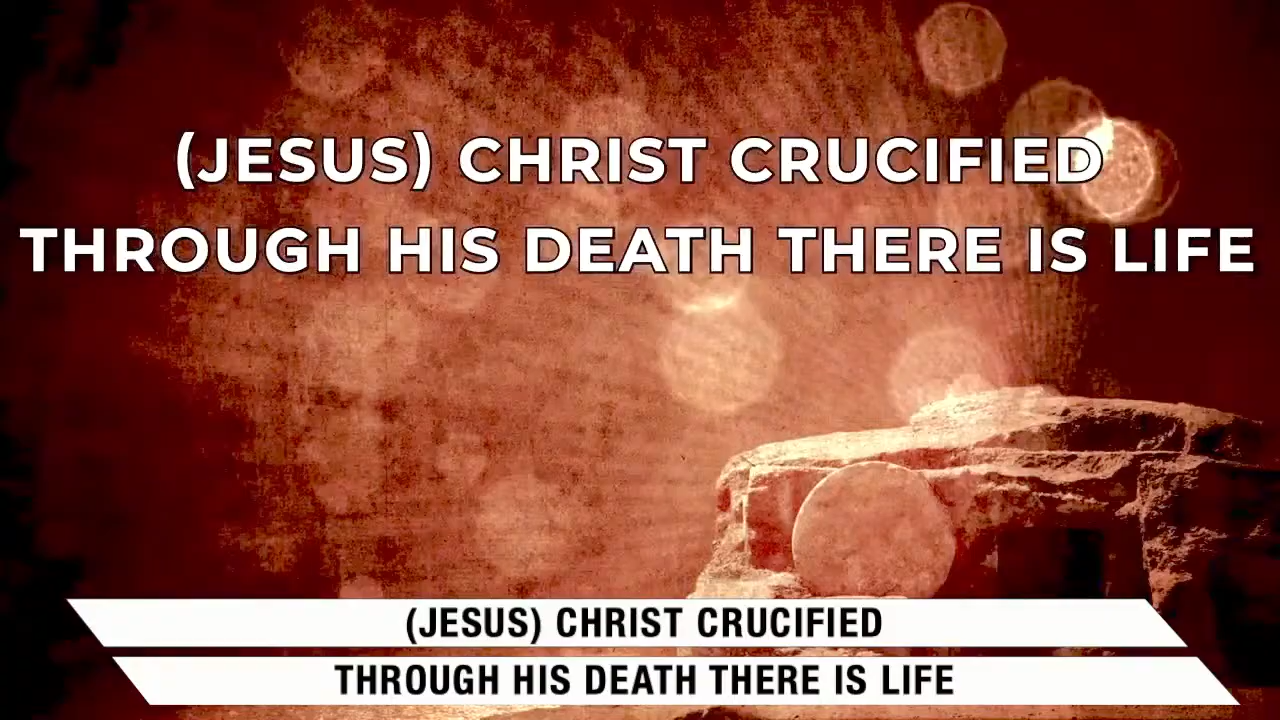 (JESUS) CHRIST CRUCIFIED
THROUGH HIS DEATH THERE IS LIFE
(JESUS) CHRIST CRUCIFIED
THROUGH HIS DEATH THERE IS LIFE